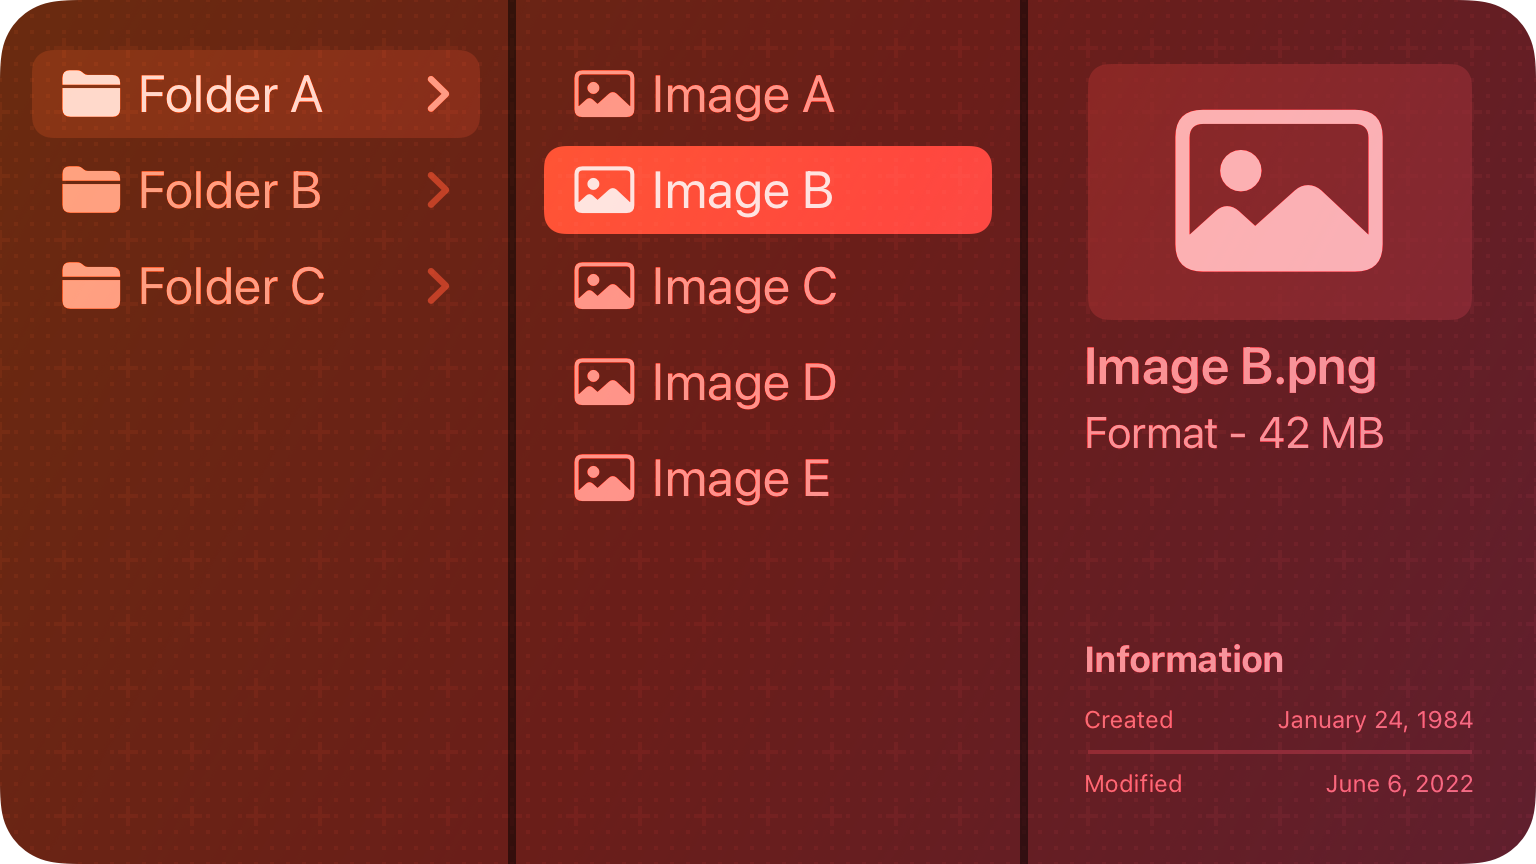 Folder A
Folder B
Folder C
Image A
Image B
Image C
Image D
Image E
Image B.png
Format - 42 MB
Information
Created January 24, 1984
Modified June 6, 2022